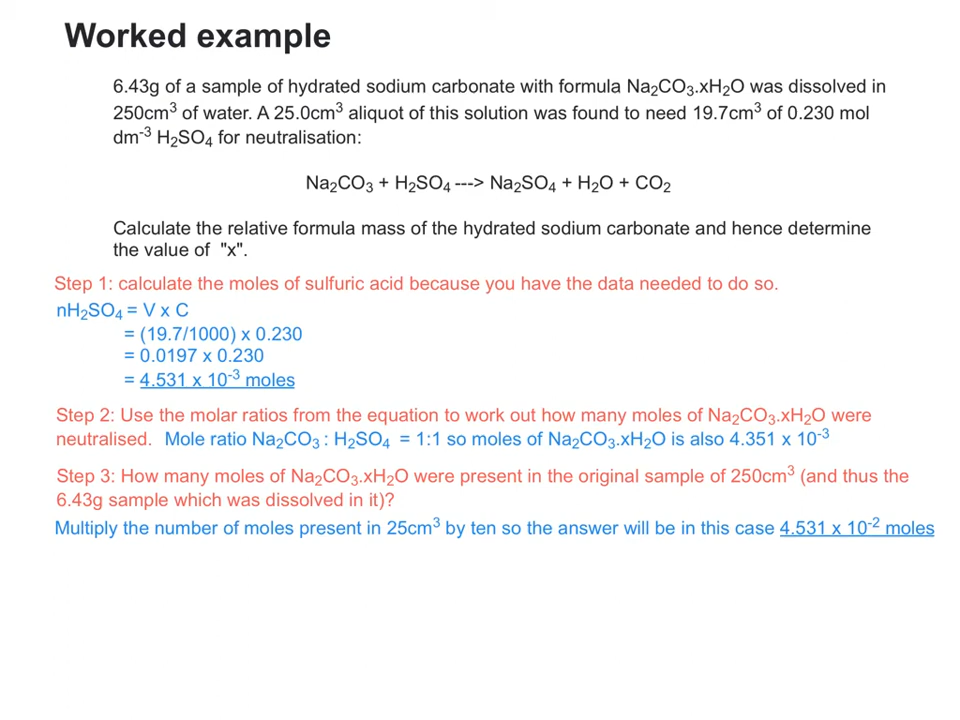 Worked example
6.43g of a sample of hydrated sodium carbonate with formula Na₂CO₃.xH₂O was dissolved in
250cm³ of water. A 25.0cm³ aliquot of this solution was found to need 19.7cm³ of 0.230 mol
dm⁻³ H₂SO₄ for neutralisation:
Na₂CO₃ + H₂SO₄ ---> Na₂SO₄ + H₂O + CO₂
Calculate the relative formula mass of the hydrated sodium carbonate and hence determine
the value of "x".
Step 1: calculate the moles of sulfuric acid because you have the data needed to do so.
nH₂SO₄ = V x C
= (19.7/1000) x 0.230
= 0.0197 x 0.230
= 4.531 x 10⁻³ moles
Step 2: Use the molar ratios from the equation to work out how many moles of Na₂CO₃.xH₂O were
neutralised. Mole ratio Na₂CO₃ : H₂SO₄ = 1:1 so moles of Na₂CO₃.xH₂O is also 4.351 x 10⁻³
Step 3: How many moles of Na₂CO₃.xH₂O were present in the original sample of 250cm³ (and thus the
6.43g sample which was dissolved in it)?
Multiply the number of moles present in 25cm³ by ten so the answer will be in this case 4.531 x 10⁻² moles